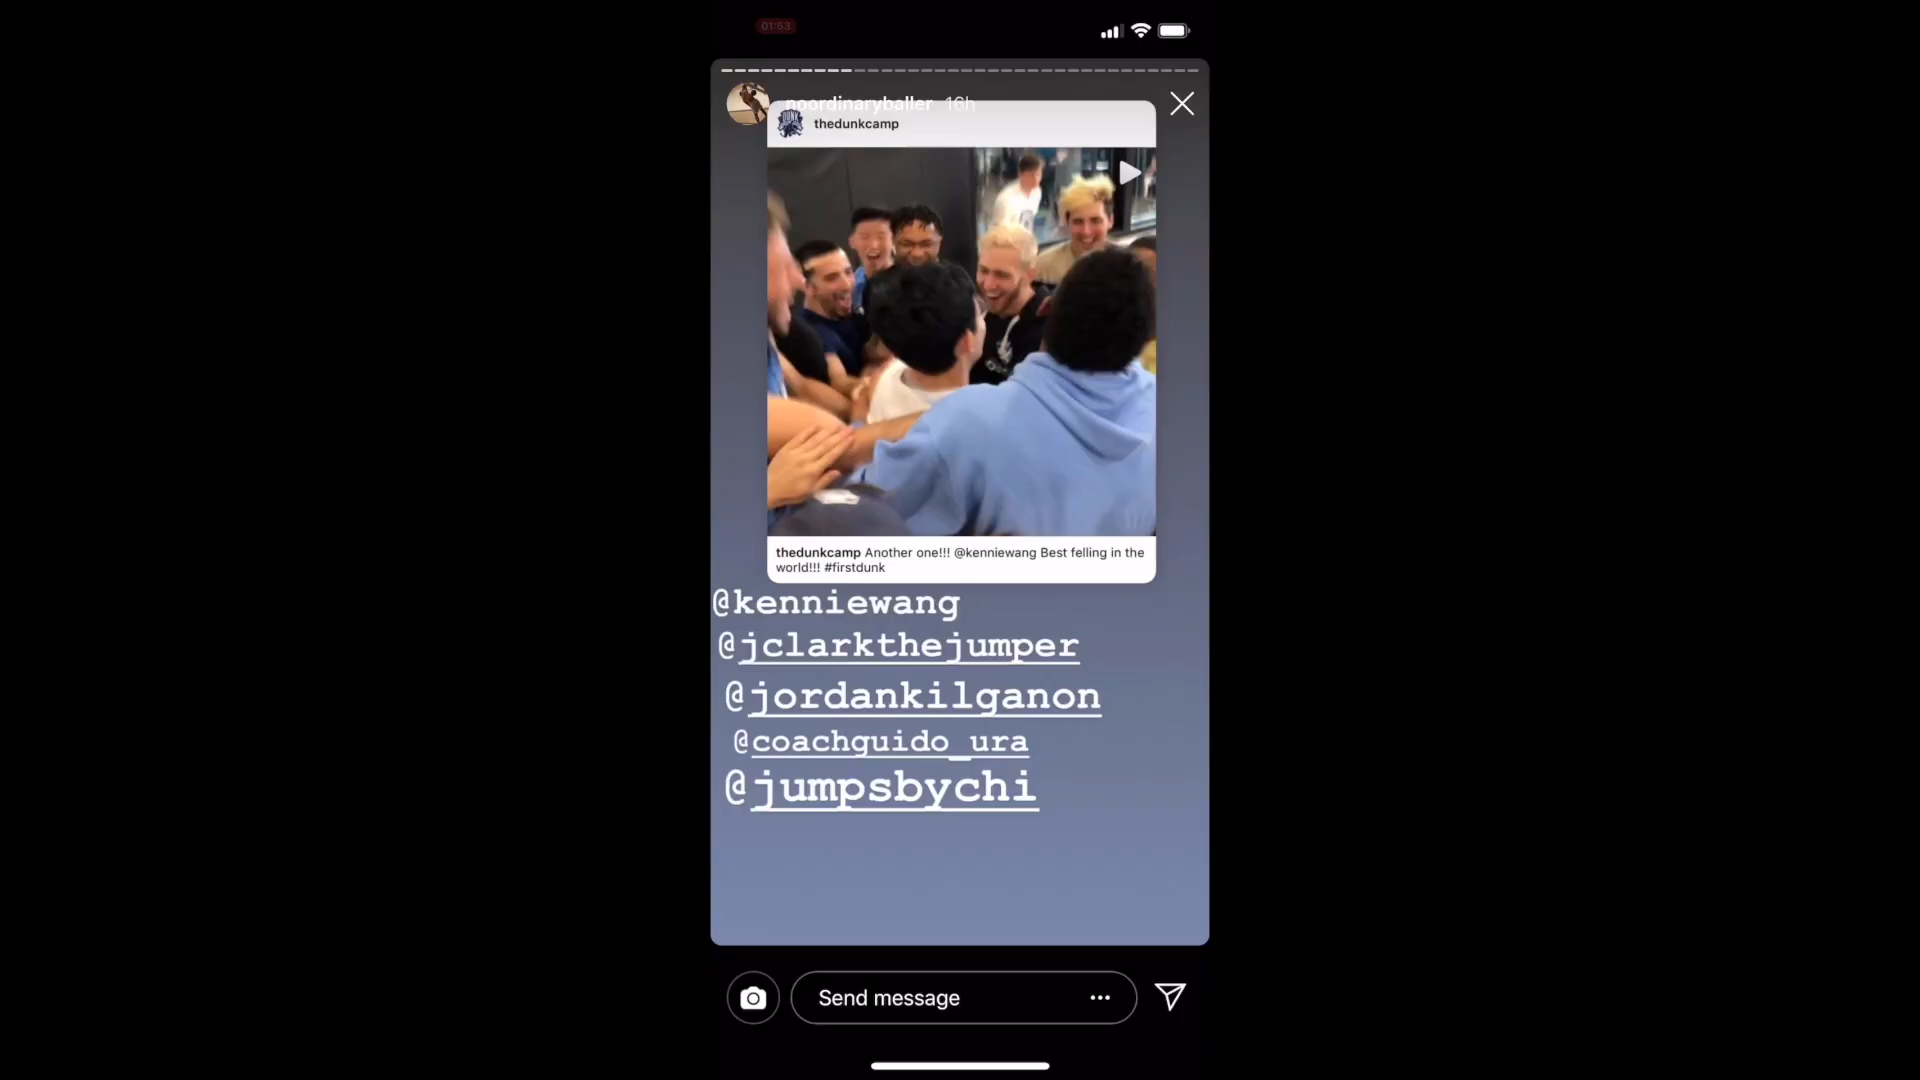 01:53
noordinaryballer 16h
thedunkcamp
thedunkcamp Another one!!! @kenniewang Best felling in the
world!!! #firstdunk
@kenniewang
@jclarkthejumper
@jordankilganon
@coachguido_ura
@jumpsbychi
Send message